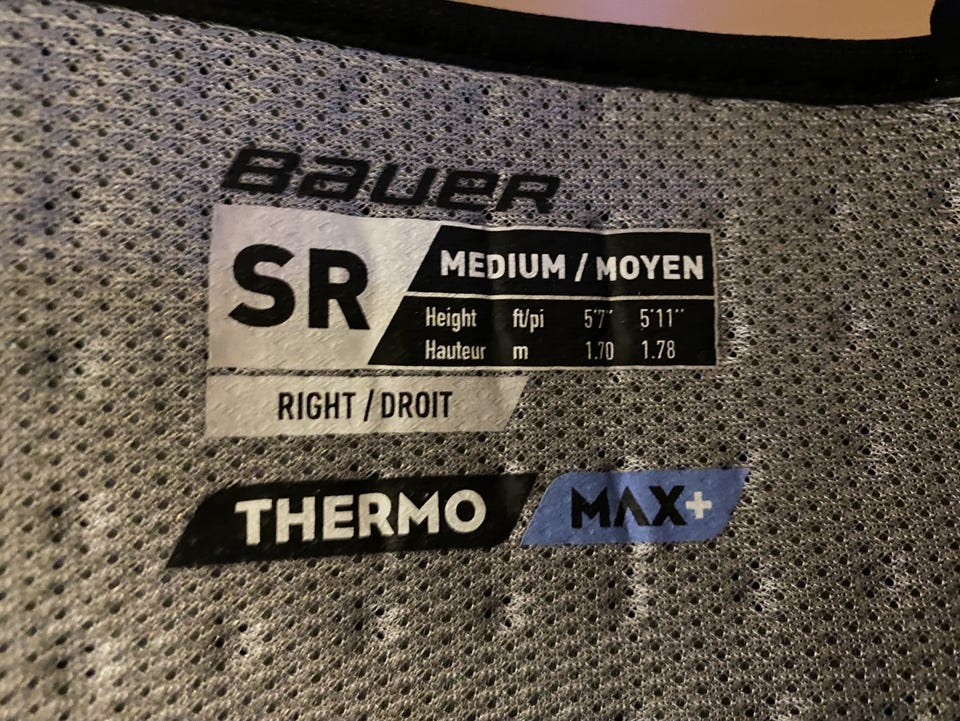 BAUER
SR
MEDIUM / MOYEN
Height ft/pi 5'7" 5'11"
Hauteur m 1.70 1.78
RIGHT / DROIT
THERMO MAX+